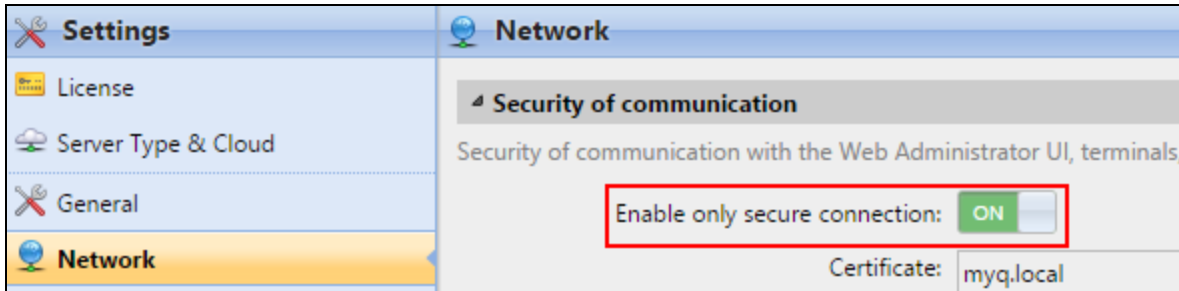 Settings
License
Server Type & Cloud
General
Network
Network
Security of communication
Security of communication with the Web Administrator UI, terminals,
Enable only secure connection: ON
Certificate: myq.local